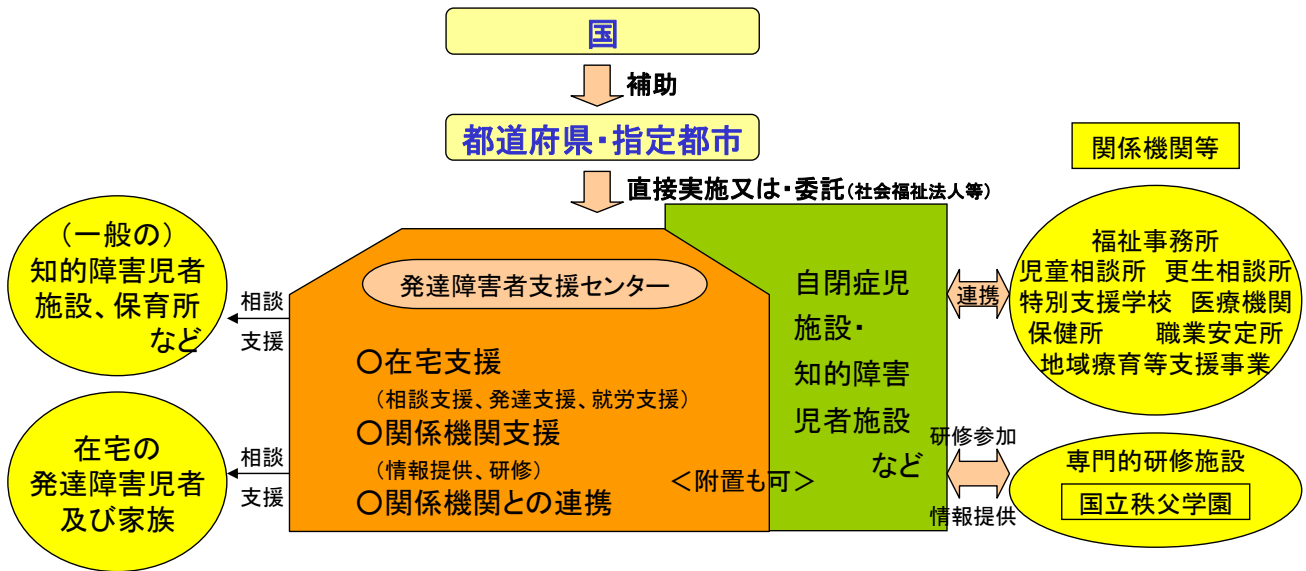 国
補助
都道府県・指定都市
直接実施又は・委託(社会福祉法人等)
関係機関等
(一般の)
知的障害児者
施設、保育所
など
相談
支援
在宅の
発達障害児者
及び家族
相談
支援
発達障害者支援センター
○在宅支援
(相談支援、発達支援、就労支援)
○関係機関支援
(情報提供、研修)
○関係機関との連携
<附置も可>
自閉症児
施設・
知的障害
児者施設
など
連携
福祉事務所
児童相談所 更生相談所
特別支援学校 医療機関
保健所 職業安定所
地域療育等支援事業
研修参加
情報提供
専門的研修施設
国立秩父学園